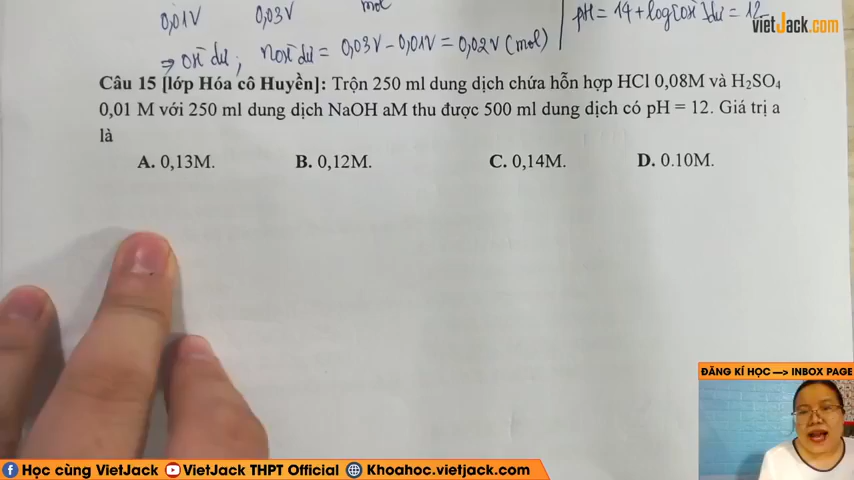 mol
0,01V 0,03V
pH = 14 + log[OH⁻]dư = 12
vietJack.com
⇒ OH⁻ dư ; nOH⁻ dư = 0,03V - 0,01V = 0,02V (mol)
Câu 15 [lớp Hóa cô Huyền]: Trộn 250 ml dung dịch chứa hỗn hợp HCl 0,08M và H₂SO₄
0,01 M với 250 ml dung dịch NaOH aM thu được 500 ml dung dịch có pH = 12. Giá trị a
là
A. 0,13M. B. 0,12M. C. 0,14M. D. 0.10M.
ĐĂNG KÍ HỌC —> INBOX PAGE
Học cùng VietJack VietJack THPT Official Khoahoc.vietjack.com